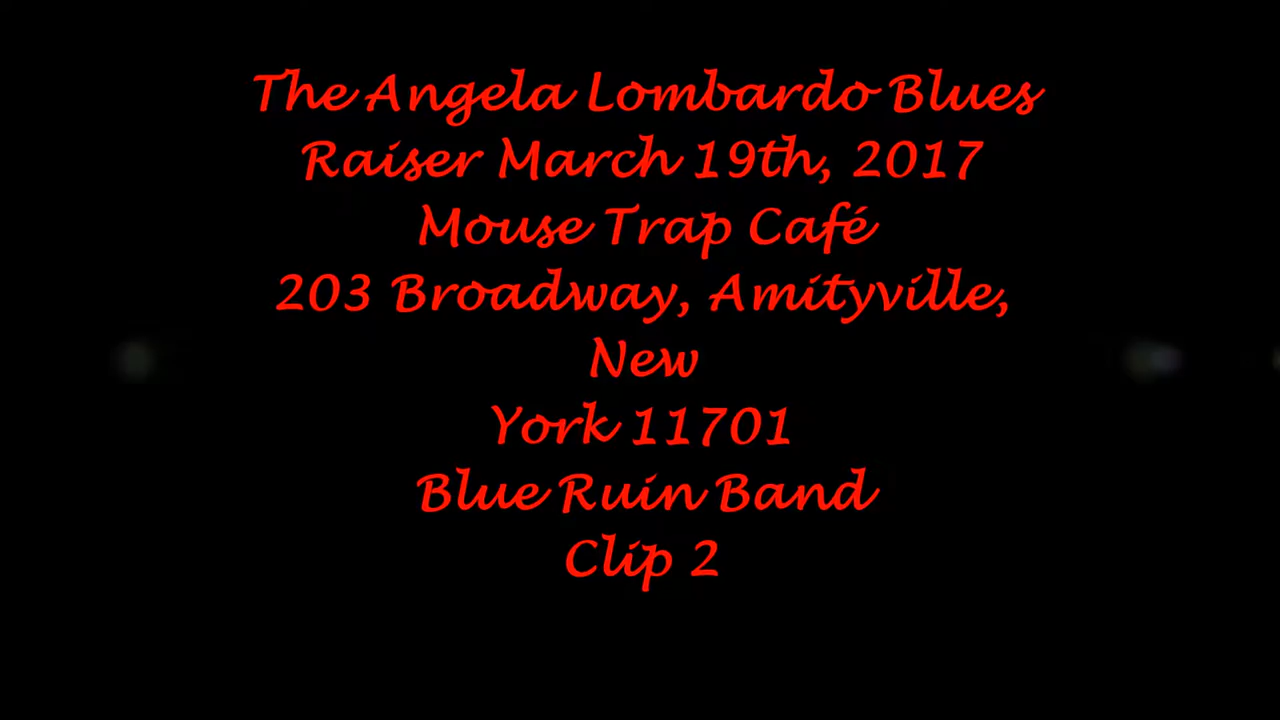 The Angela Lombardo Blues
Raiser March 19th, 2017
Mouse Trap Café
203 Broadway, Amityville,
New
York 11701
Blue Ruin Band
Clip 2